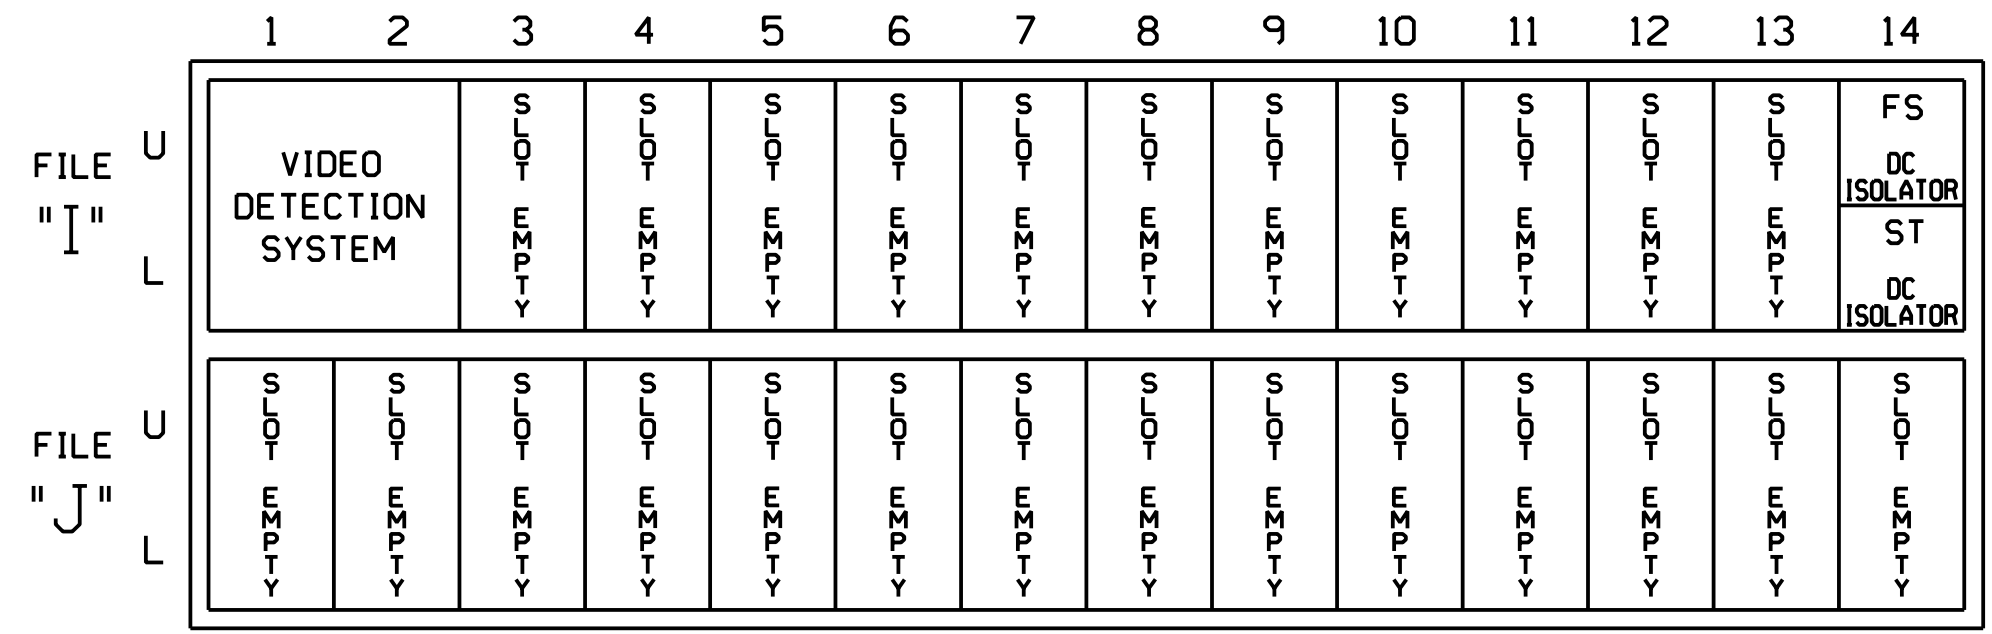 1 2 3 4 5 6 7 8 9 10 11 12 13 14
FILE
"I"
U
L
VIDEO
DETECTION
SYSTEM
SLOT EMPTY
SLOT EMPTY
SLOT EMPTY
SLOT EMPTY
SLOT EMPTY
SLOT EMPTY
SLOT EMPTY
SLOT EMPTY
SLOT EMPTY
SLOT EMPTY
SLOT EMPTY
FS
DC
ISOLATOR
ST
DC
ISOLATOR
FILE
"J"
U
L
SLOT EMPTY
SLOT EMPTY
SLOT EMPTY
SLOT EMPTY
SLOT EMPTY
SLOT EMPTY
SLOT EMPTY
SLOT EMPTY
SLOT EMPTY
SLOT EMPTY
SLOT EMPTY
SLOT EMPTY
SLOT EMPTY
SLOT EMPTY